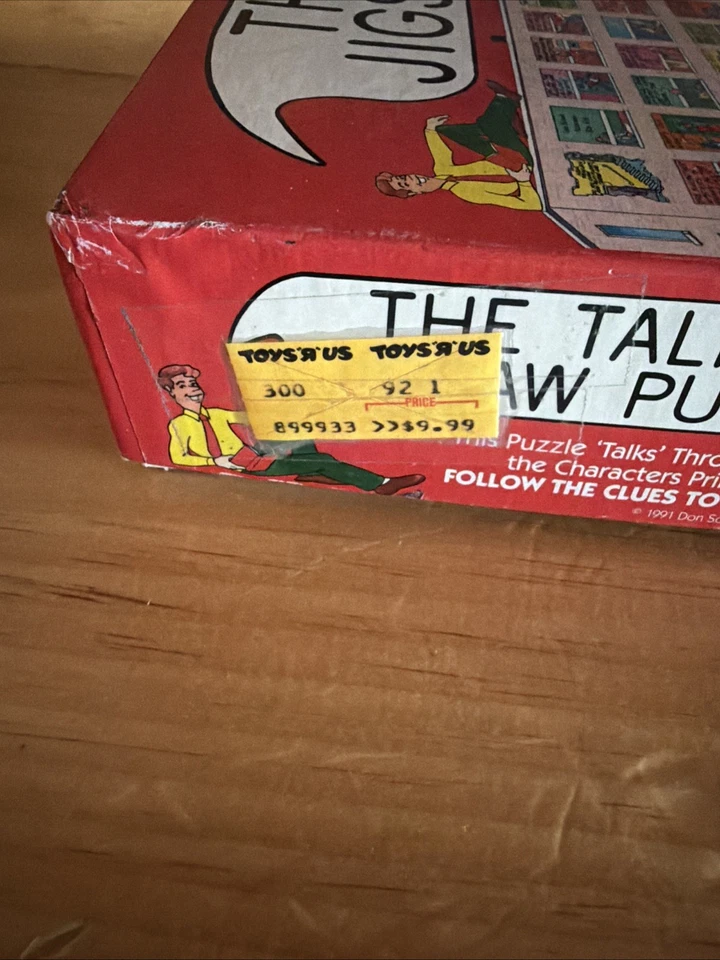 JIGS
THE TAL
TOYS"R"US TOYS"R"US
AW PU
300 92 1
PRICE
899933 >>$9.99
This Puzzle 'Talks' Thro
the Characters Pri
FOLLOW THE CLUES TO
© 1991 Don